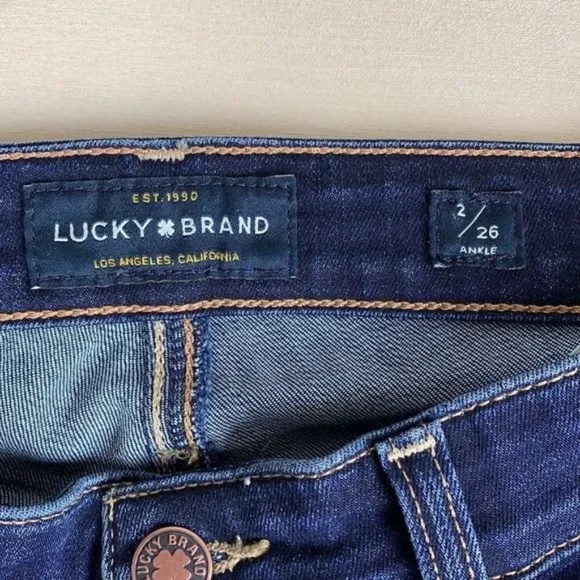 EST. 1990
LUCKY BRAND
LOS ANGELES, CALIFORNIA
2/26
ANKLE
LUCKY BRAND